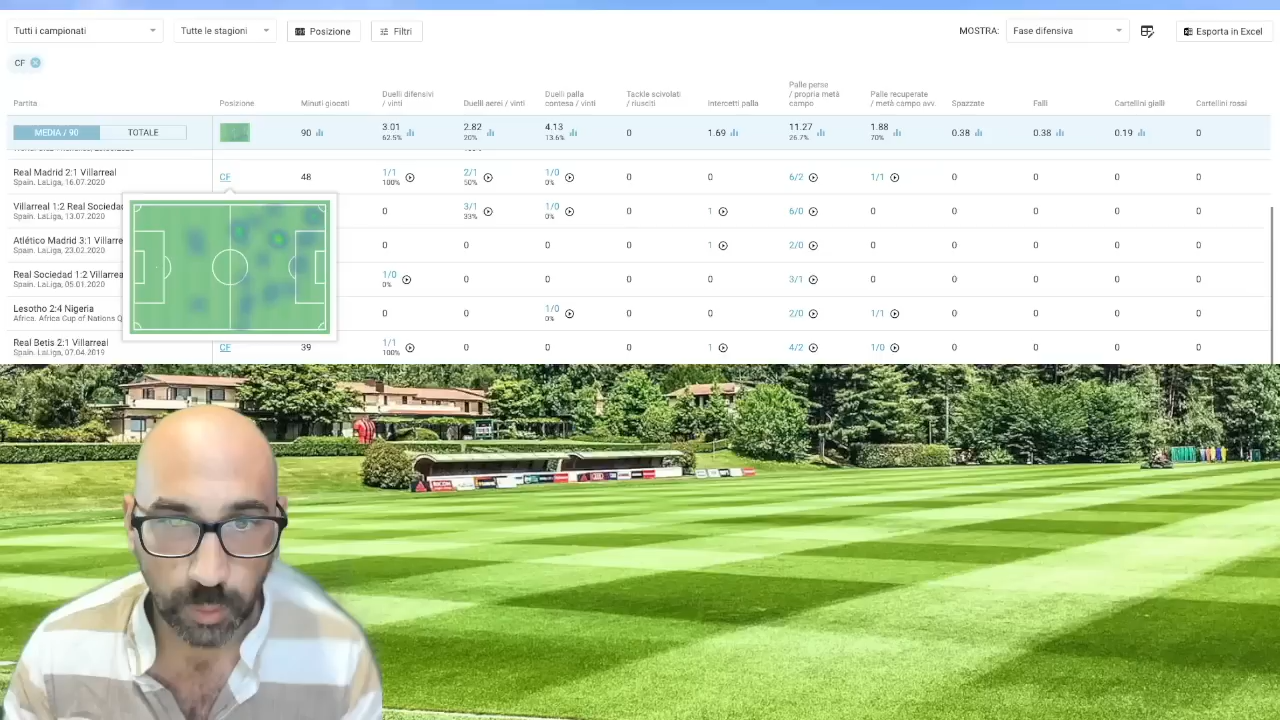 Tutti i campionati
Tutte le stagioni
Posizione
Filtri
MOSTRA:
Fase difensiva
Esporta in Excel
CF
Partita
Posizione
Minuti giocati
Duelli difensivi / vinti
Duelli aerei / vinti
Duelli palla contesa / vinti
Tackle scivolati / riusciti
Intercetti palla
Palle perse / propria metà campo
Palle recuperate / metà campo avv.
Spazzate
Falli
Cartellini gialli
Cartellini rossi
MEDIA / 90 TOTALE 90 3.01 2.82 4.13 0 1.69 11.27 1.88 0.38 0.38 0.19 0
62.5% 20% 13.6% 26.7% 70%
Real Madrid 2:1 Villarreal CF 48 1/1 2/1 1/0 0 0 6/2 1/1 0 0 0 0
Spain. LaLiga, 16.07.2020 100% 50% 0%
Villarreal 1:2 Real Sociedad 0 3/1 1/0 0 1 6/0 0 0 0 0 0
Spain. LaLiga, 13.07.2020 33% 0%
Atlético Madrid 3:1 Villarre 0 0 0 0 1 2/0 0 0 0 0 0
Spain. LaLiga, 23.02.2020
Real Sociedad 1:2 Villarrea 1/0 0 0 0 0 3/1 0 0 0 0 0
Spain. LaLiga, 05.01.2020 0%
Lesotho 2:4 Nigeria 0 0 1/0 0 0 2/0 1/1 0 0 0 0
Africa. Africa Cup of Nations Q 0%
Real Betis 2:1 Villarreal CF 39 1/1 0 0 0 1 4/2 1/0 0 0 0 0
Spain. LaLiga, 07.04.2019 100%